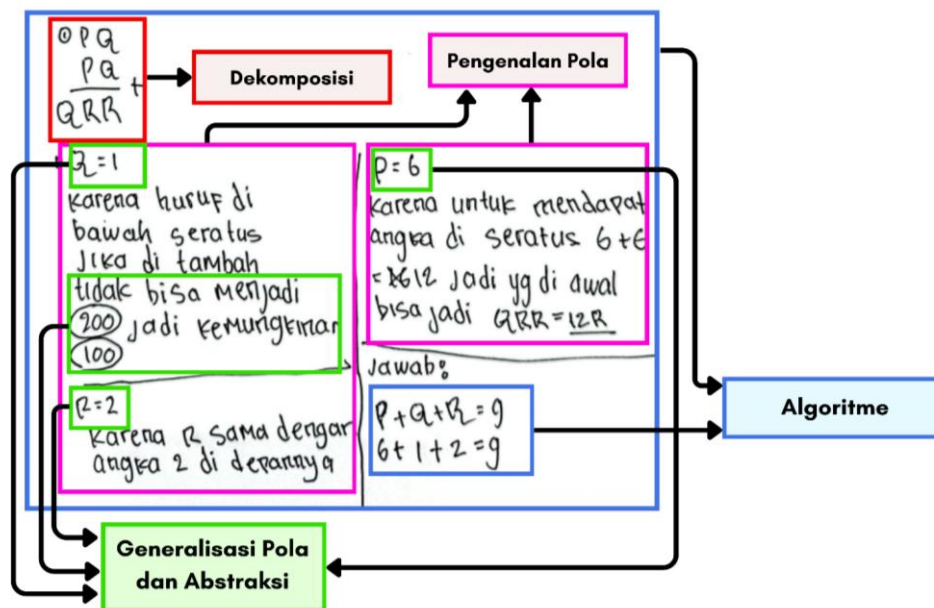 OPQ
PQ
+
QRR
Dekomposisi
Pengenalan Pola
Q=1
karena huruf di
bawah seratus
Jika di tambah
tidak bisa menjadi
200 jadi kemungkinan
100
R=2
karena R sama dengan
angka 2 di depannya
P=6
karena untuk mendapat
angka di seratus 6+6
= 12 jadi yg di awal
bisa jadi QRR = 12R
Jawab:
P+Q+R=9
6+1+2=9
Algoritme
Generalisasi Pola
dan Abstraksi